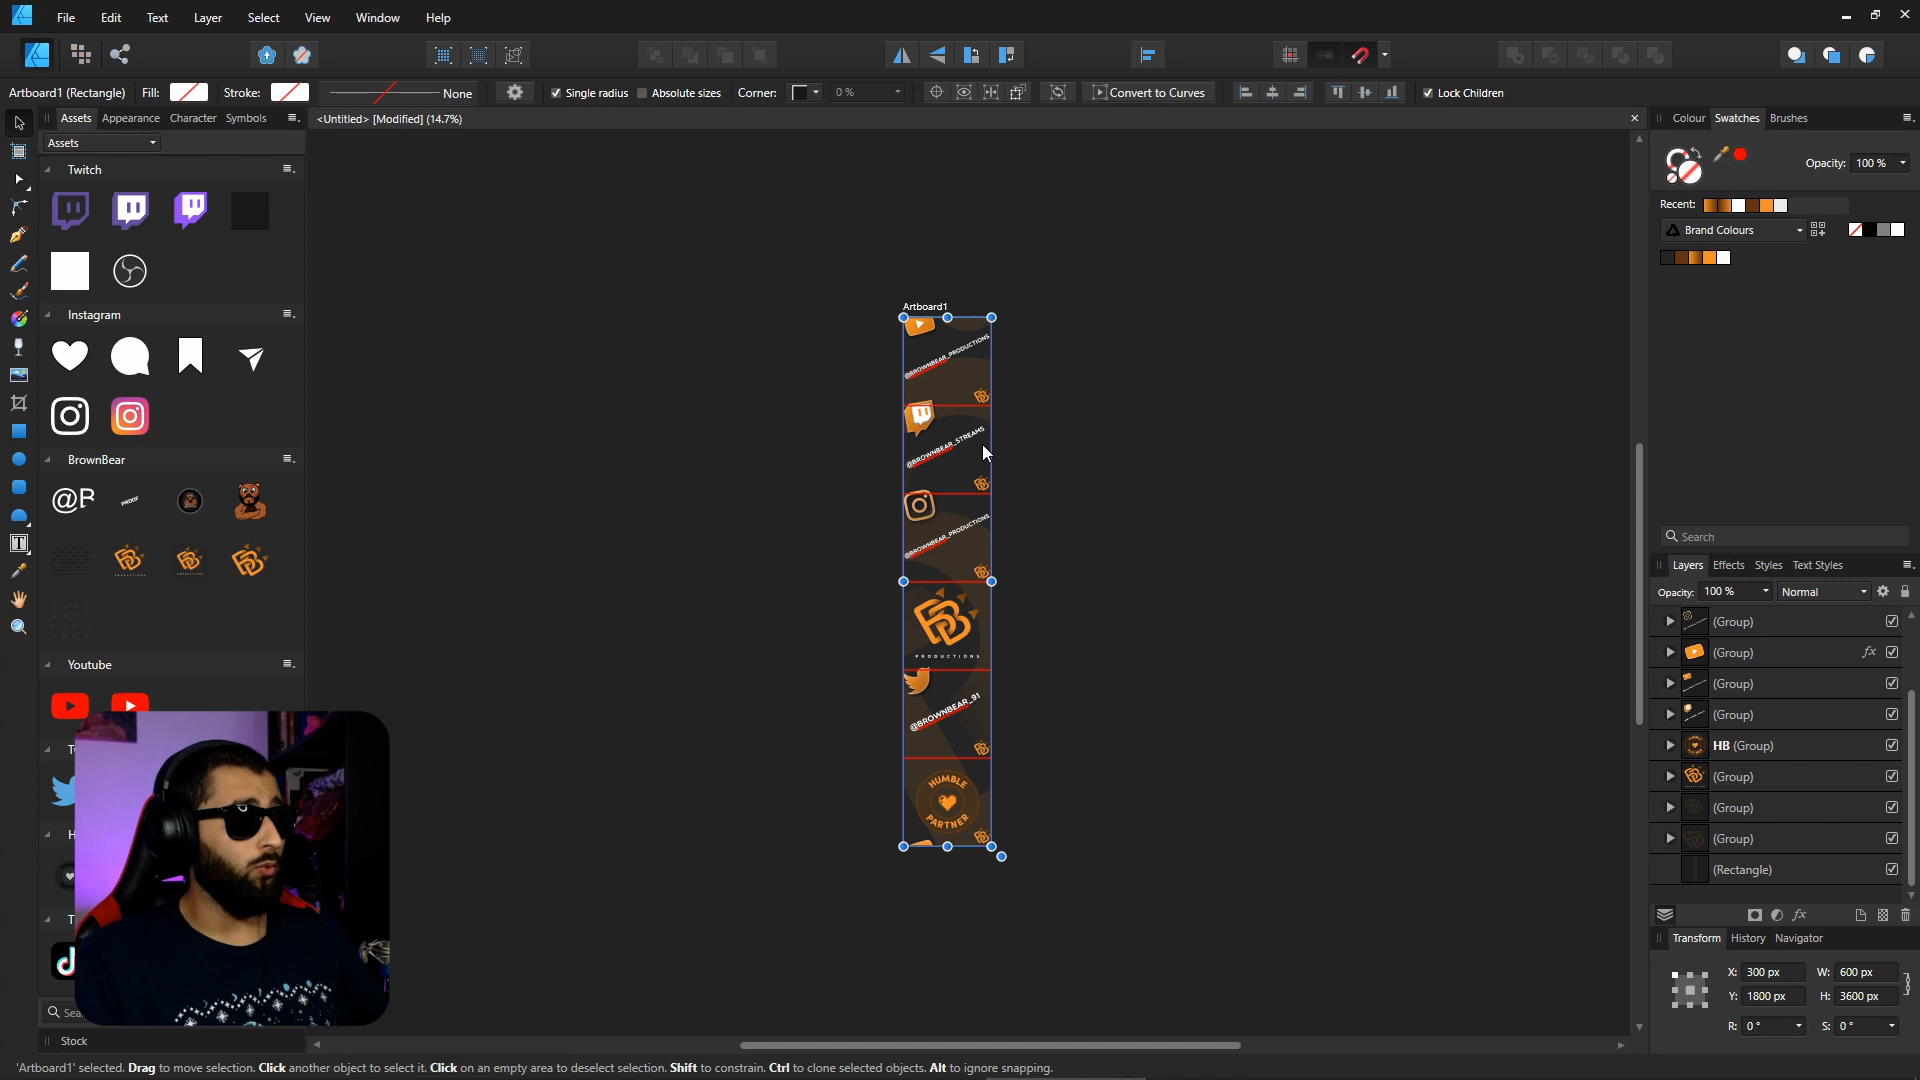 File Edit Text Layer Select View Window Help
Artboard1 (Rectangle) Fill: Stroke: None Single radius Absolute sizes Corner: 0 % Convert to Curves Lock Children
Assets Appearance Character Symbols
<Untitled> [Modified] (14.7%)
Assets
Twitch
Instagram
BrownBear
@B
PROOF
Youtube
Stock
Artboard1
@BROWNBEAR_PRODUCTIONS
@BROWNBEAR_STREAMS
@BROWNBEAR_PRODUCTIONS
PRODUCTIONS
@BROWNBEAR_91
HUMBLE
PARTNER
Colour Swatches Brushes
Opacity: 100 %
Recent:
Brand Colours
Search
Layers Effects Styles Text Styles
Opacity: 100 % Normal
(Group)
(Group) fx
(Group)
(Group)
HB (Group)
(Group)
(Group)
(Group)
(Rectangle)
fx
Transform History Navigator
X: 300 px W: 600 px
Y: 1800 px H: 3600 px
R: 0 ° S: 0 °
'Artboard1' selected. Drag to move selection. Click another object to select it. Click on an empty area to deselect selection. Shift to constrain. Ctrl to clone selected objects. Alt to ignore snapping.